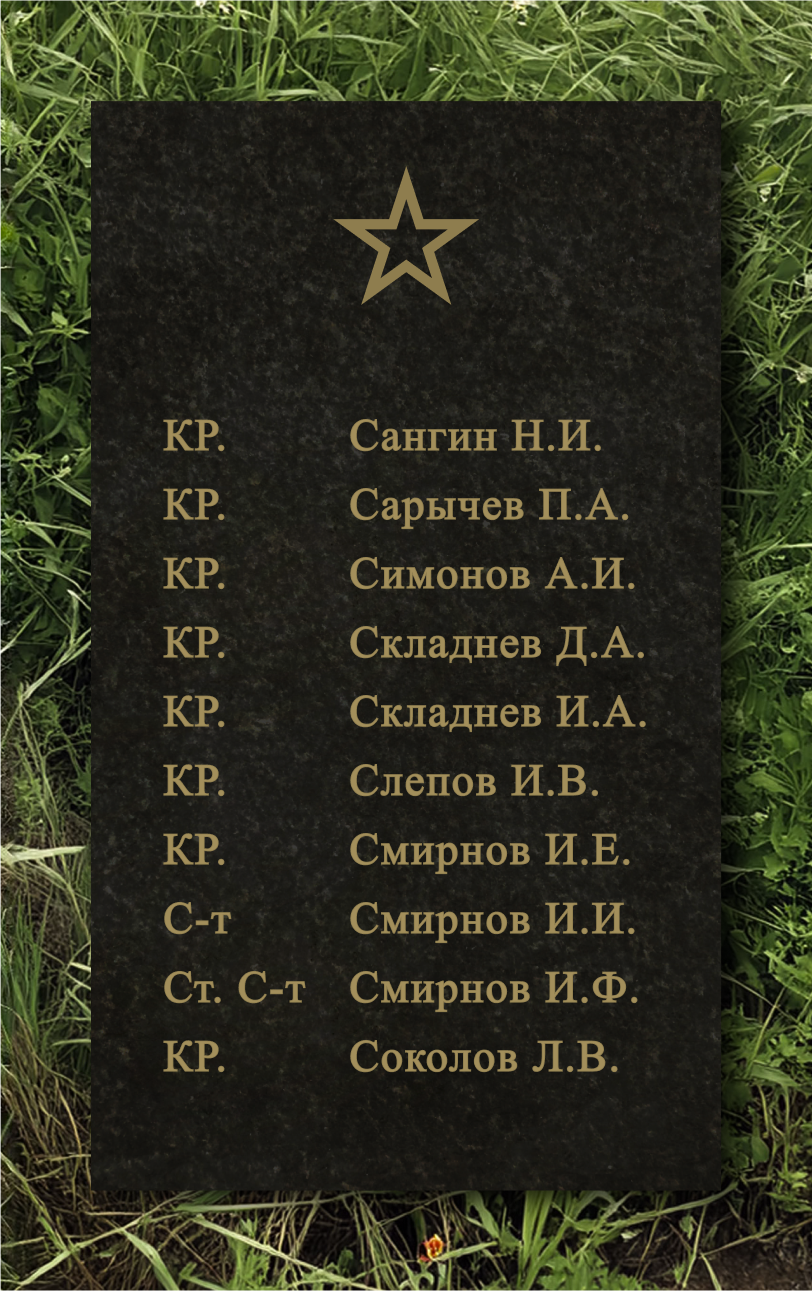 КР. Сангин Н.И.
КР. Сарычев П.А.
КР. Симонов А.И.
КР. Складнев Д.А.
КР. Складнев И.А.
КР. Слепов И.В.
КР. Смирнов И.Е.
С-т Смирнов И.И.
Ст. С-т Смирнов И.Ф.
КР. Соколов Л.В.